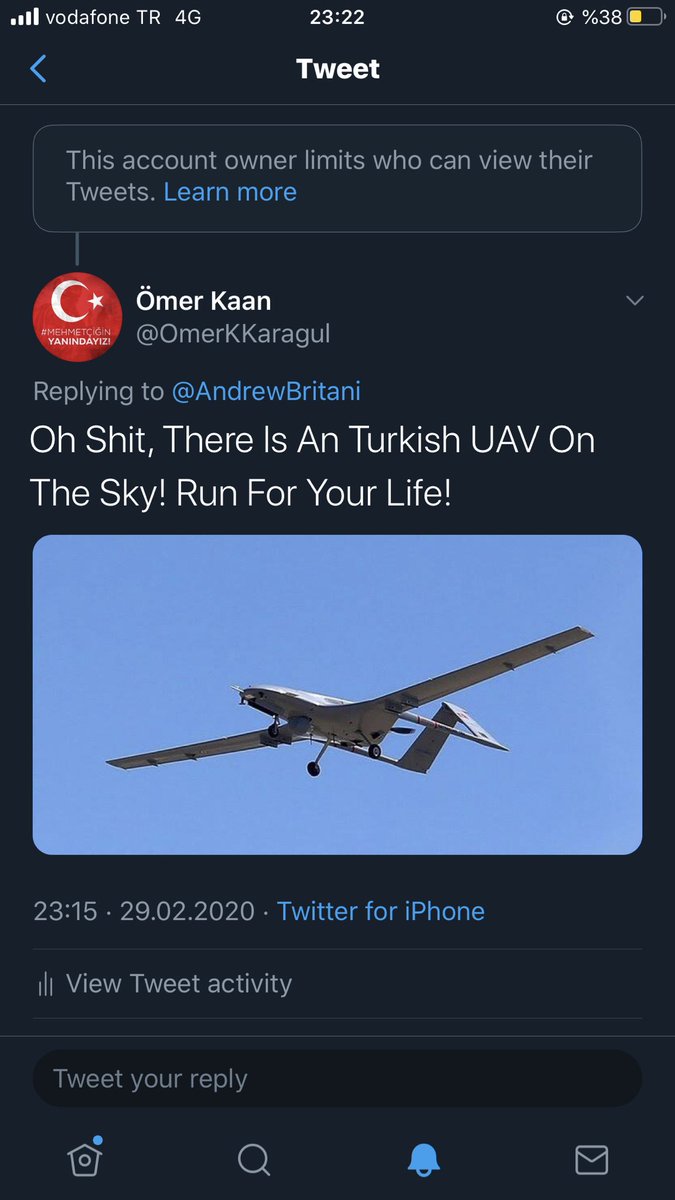 vodafone TR 4G 23:22 %38
Tweet
This account owner limits who can view their
Tweets. Learn more
#MEHMETÇİĞİN
YANINDAYIZ!
Ömer Kaan
@OmerKKaragul
Replying to @AndrewBritani
Oh Shit, There Is An Turkish UAV On
The Sky! Run For Your Life!
23:15 · 29.02.2020 · Twitter for iPhone
View Tweet activity
Tweet your reply